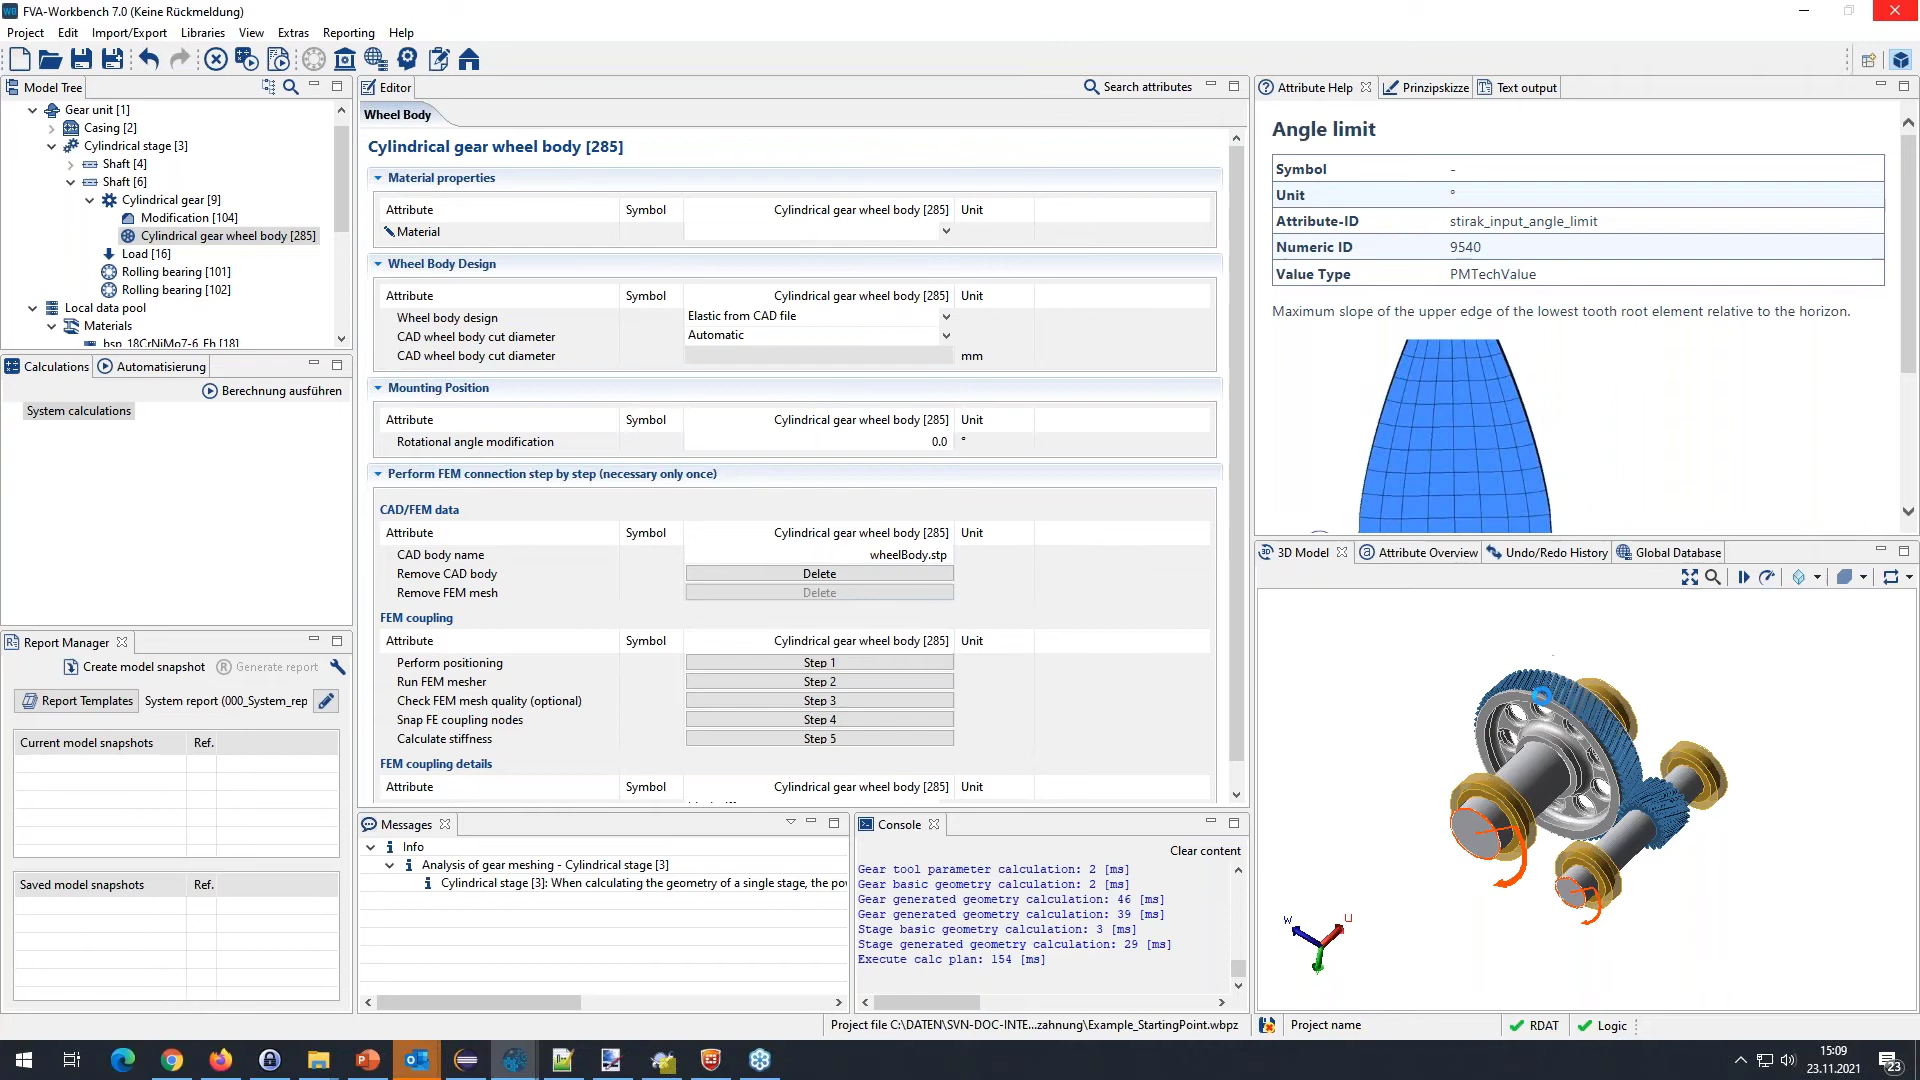 FVA-Workbench 7.0 (Keine Rückmeldung)
Project Edit Import/Export Libraries View Extras Reporting Help
Model Tree
Gear unit [1]
Casing [2]
Cylindrical stage [3]
Shaft [4]
Shaft [6]
Cylindrical gear [9]
Modification [104]
Cylindrical gear wheel body [285]
Load [16]
Rolling bearing [101]
Rolling bearing [102]
Local data pool
Materials
bsp_18CrNiMo7-6_Eh [18]
Calculations Automatisierung
Berechnung ausführen
System calculations
Report Manager
Create model snapshot Generate report
Report Templates System report (000_System_rep
Current model snapshots Ref.
Saved model snapshots Ref.
Editor Search attributes
Wheel Body
Cylindrical gear wheel body [285]
Material properties
Attribute Symbol Cylindrical gear wheel body [285] Unit
Material
Wheel Body Design
Attribute Symbol Cylindrical gear wheel body [285] Unit
Wheel body design Elastic from CAD file
CAD wheel body cut diameter Automatic
CAD wheel body cut diameter mm
Mounting Position
Attribute Symbol Cylindrical gear wheel body [285] Unit
Rotational angle modification 0.0 °
Perform FEM connection step by step (necessary only once)
CAD/FEM data
Attribute Symbol Cylindrical gear wheel body [285] Unit
CAD body name wheelBody.stp
Remove CAD body Delete
Remove FEM mesh Delete
FEM coupling
Attribute Symbol Cylindrical gear wheel body [285] Unit
Perform positioning Step 1
Run FEM mesher Step 2
Check FEM mesh quality (optional) Step 3
Snap FE coupling nodes Step 4
Calculate stiffness Step 5
FEM coupling details
Attribute Symbol Cylindrical gear wheel body [285] Unit
Messages
Info
Analysis of gear meshing - Cylindrical stage [3]
Cylindrical stage [3]: When calculating the geometry of a single stage, the pov
Console
Clear content
Gear tool parameter calculation: 2 [ms]
Gear basic geometry calculation: 2 [ms]
Gear generated geometry calculation: 46 [ms]
Gear generated geometry calculation: 39 [ms]
Stage basic geometry calculation: 3 [ms]
Stage generated geometry calculation: 29 [ms]
Execute calc plan: 154 [ms]
Attribute Help Prinzipskizze Text output
Angle limit
Symbol -
Unit °
Attribute-ID stirak_input_angle_limit
Numeric ID 9540
Value Type PMTechValue
Maximum slope of the upper edge of the lowest tooth root element relative to the horizon.
3D Model Attribute Overview Undo/Redo History Global Database
W U
Project file C:\DATEN\SVN-DOC-INTE...zahnung\Example_StartingPoint.wbpz
Project name
RDAT Logic
15:09
23.11.2021
23